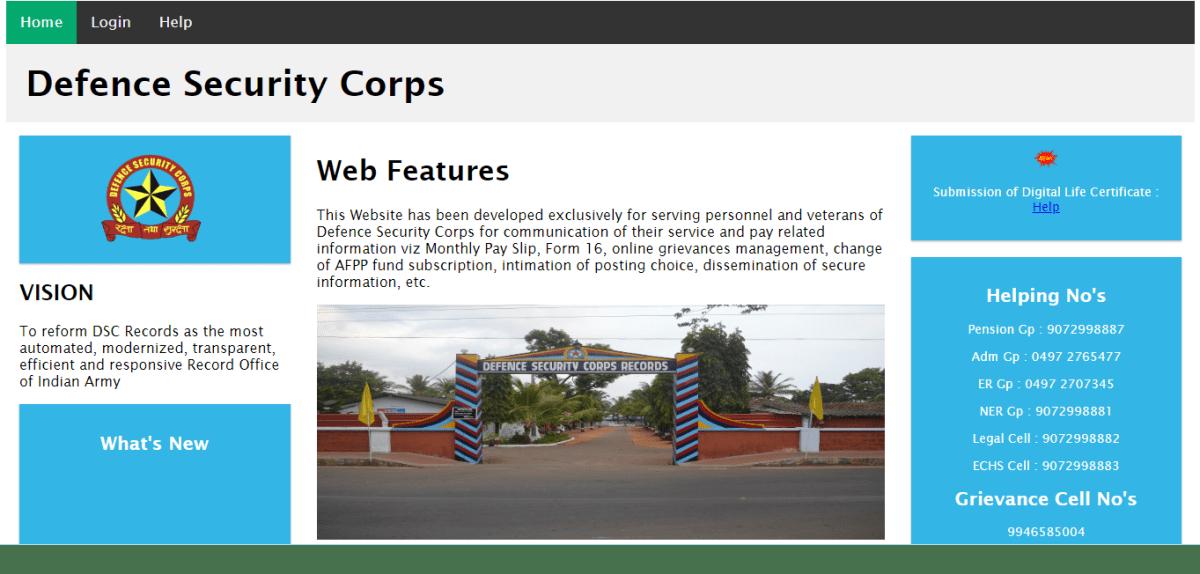 Home Login Help
Defence Security Corps
DEFENCE SECURITY CORPS
रक्षा तथा सुरक्षा
VISION
To reform DSC Records as the most
automated, modernized, transparent,
efficient and responsive Record Office
of Indian Army
What's New
Web Features
This Website has been developed exclusively for serving personnel and veterans of
Defence Security Corps for communication of their service and pay related
information viz Monthly Pay Slip, Form 16, online grievances management, change
of AFPP fund subscription, intimation of posting choice, dissemination of secure
information, etc.
DEFENCE SECURITY CORPS RECORDS
NEW
Submission of Digital Life Certificate :
Help
Helping No's
Pension Gp : 9072998887
Adm Gp : 0497 2765477
ER Gp : 0497 2707345
NER Gp : 9072998881
Legal Cell : 9072998882
ECHS Cell : 9072998883
Grievance Cell No's
9946585004